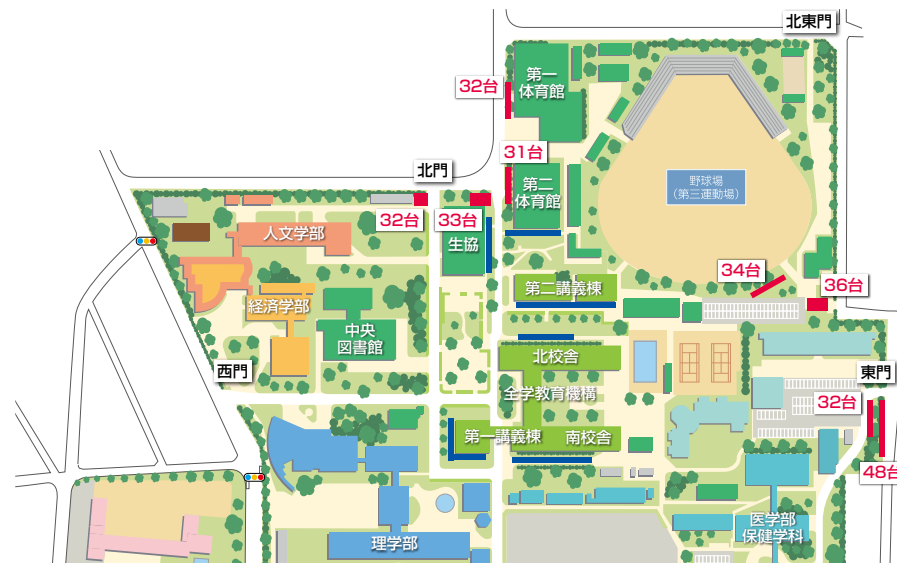 北東門
第一
体育館
32台
31台
北門
第二
体育館
野球場
（第三運動場）
32台
33台
人文学部
生協
34台
36台
第二講義棟
経済学部
中央
図書館
北校舎
西門
東門
全学教育機構
32台
第一講義棟
南校舎
48台
医学部
保健学科
理学部